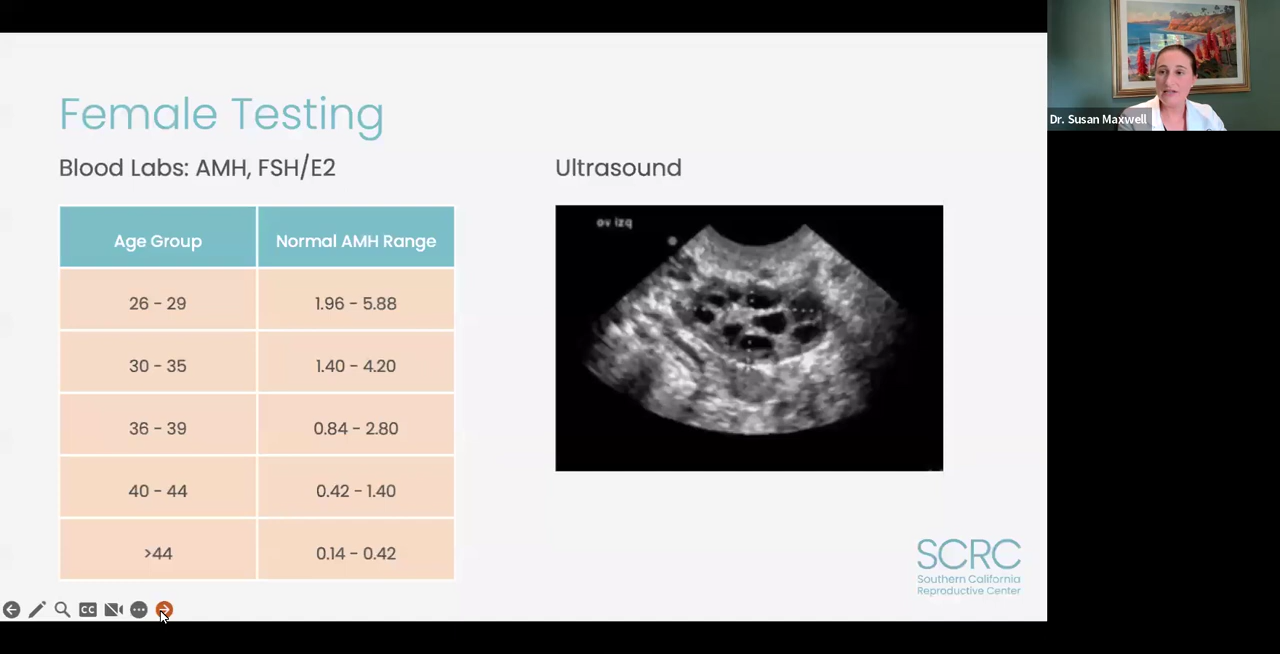 Female Testing
Blood Labs: AMH, FSH/E2
Age Group Normal AMH Range
26 - 29 1.96 - 5.88
30 - 35 1.40 - 4.20
36 - 39 0.84 - 2.80
40 - 44 0.42 - 1.40
>44 0.14 - 0.42
Ultrasound
ov izq
SCRC
Southern California
Reproductive Center
CC
Dr. Susan Maxwell